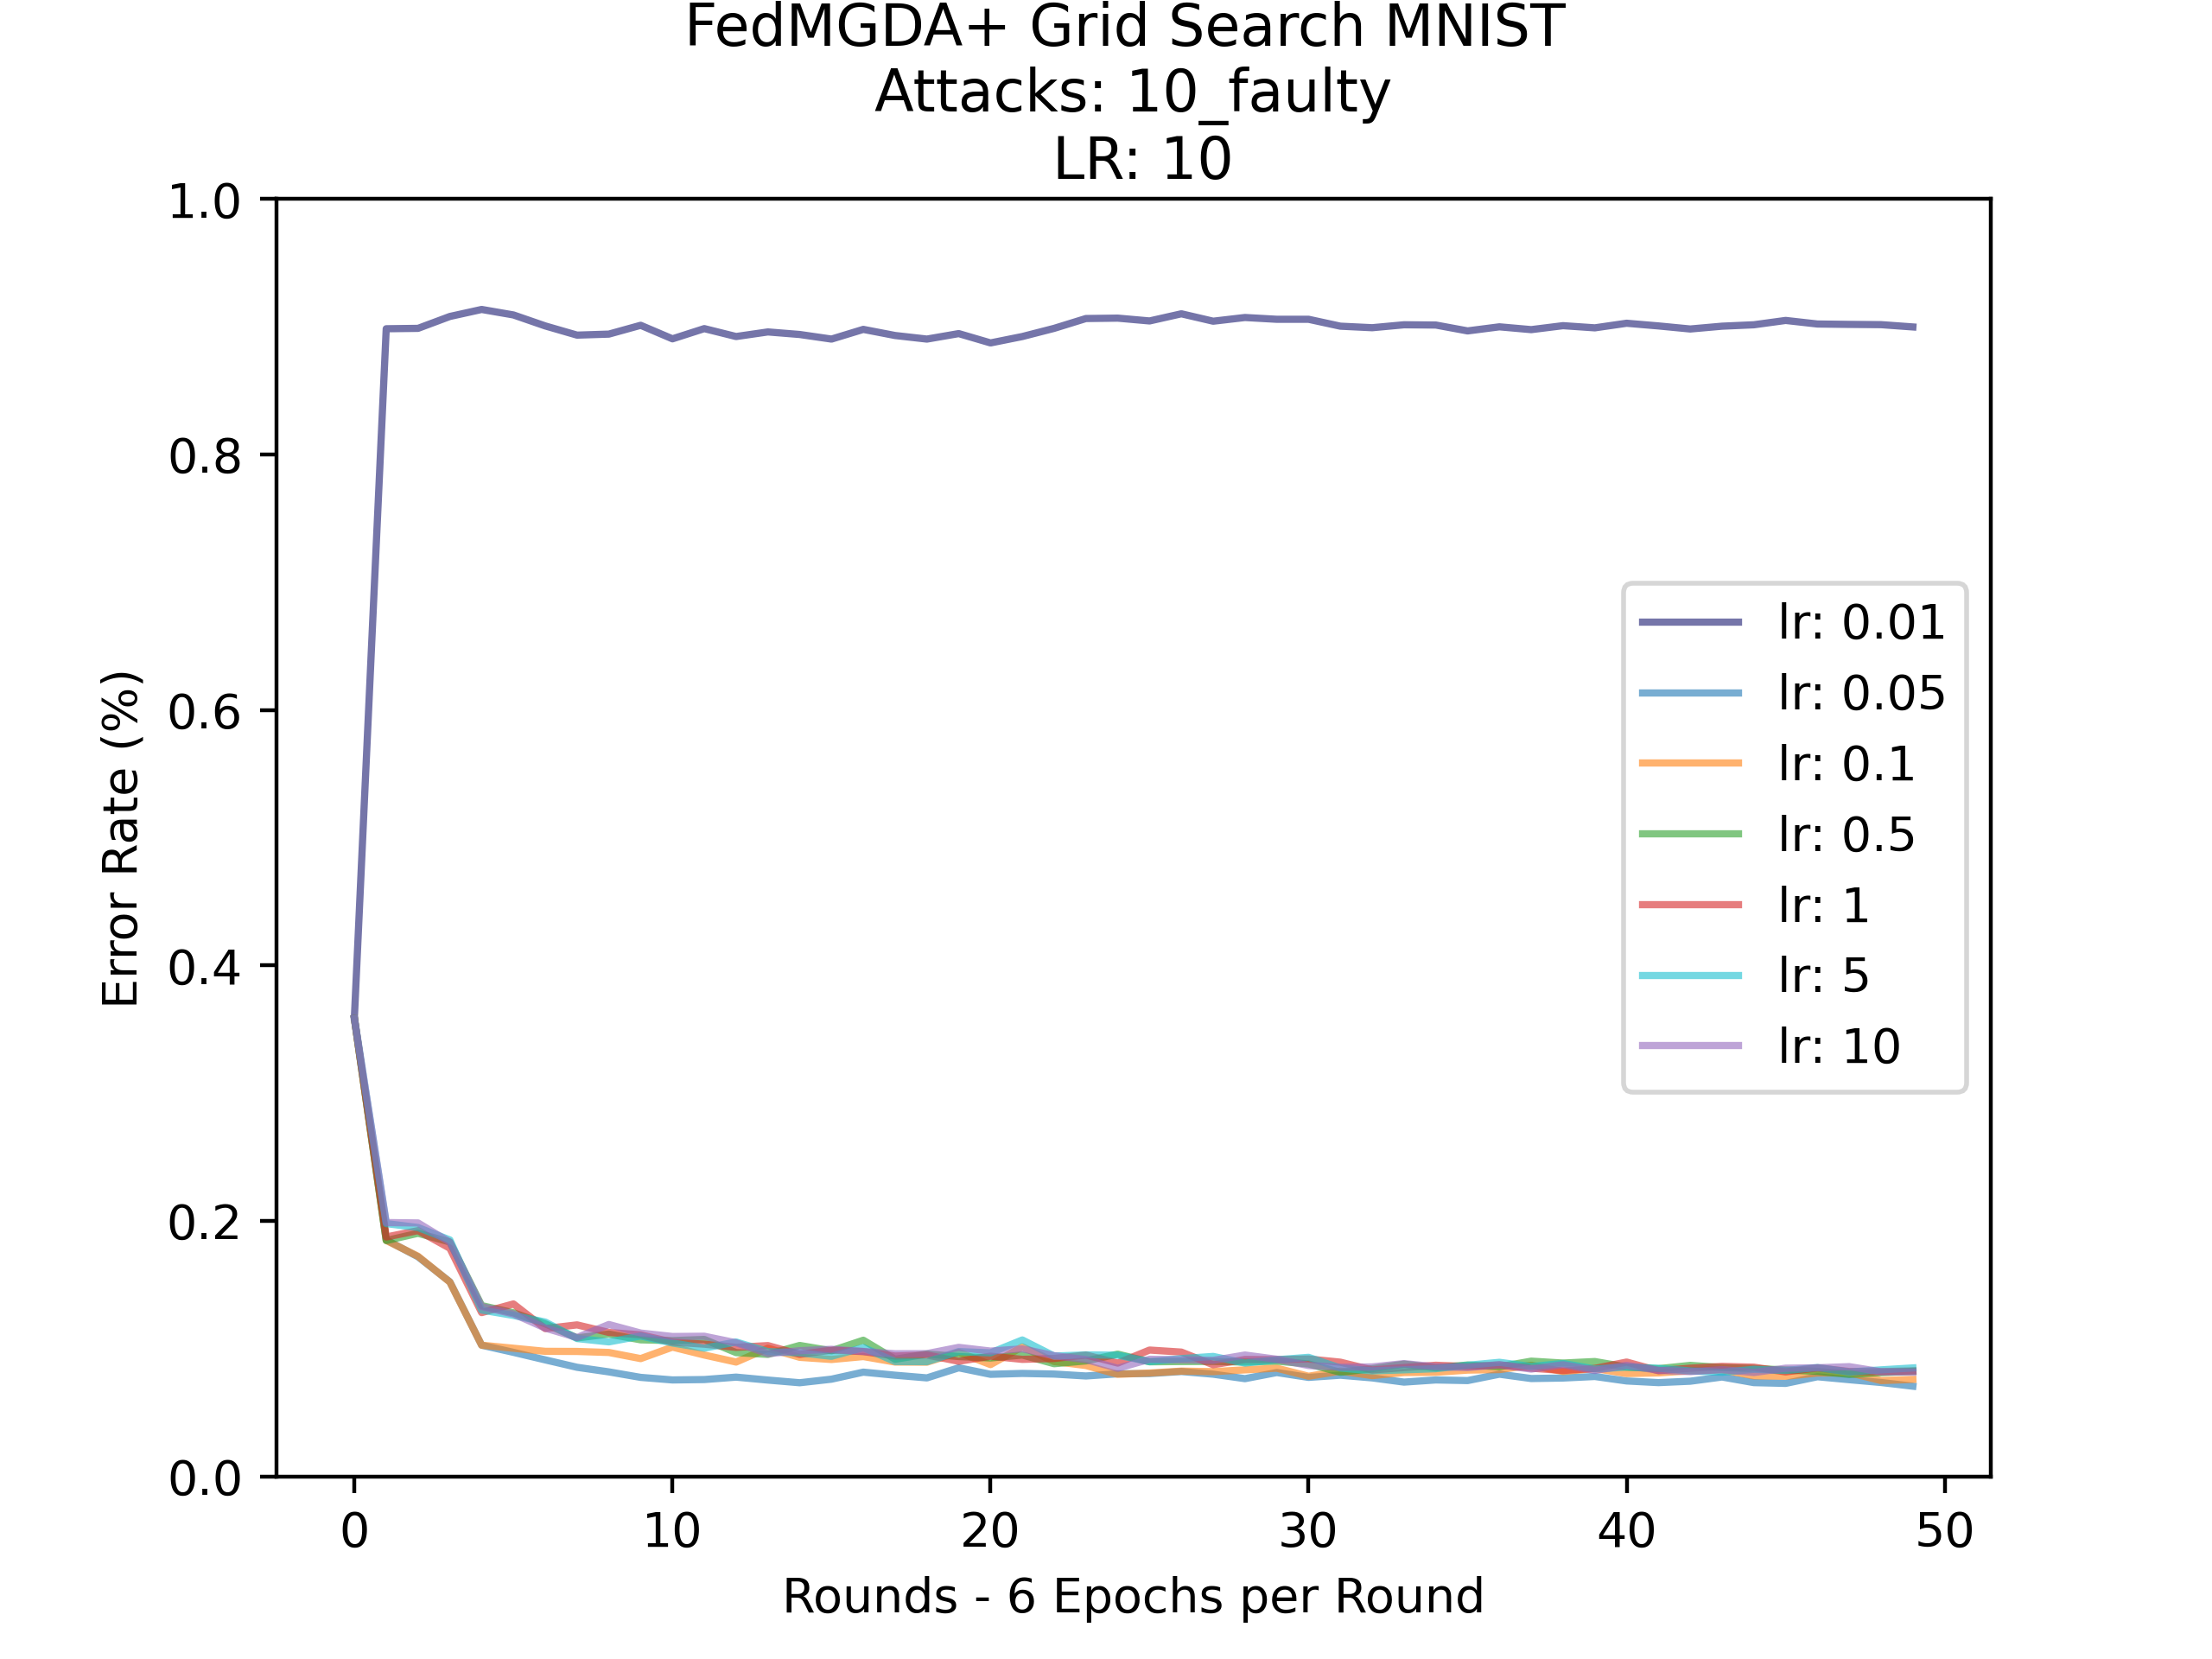 FedMGDA+ Grid Search MNIST
Attacks: 10_faulty
LR: 10
1.0
0.8
0.6
0.4
0.2
0.0
Error Rate (%)
lr: 0.01
lr: 0.05
lr: 0.1
lr: 0.5
lr: 1
lr: 5
lr: 10
0 10 20 30 40 50
Rounds - 6 Epochs per Round